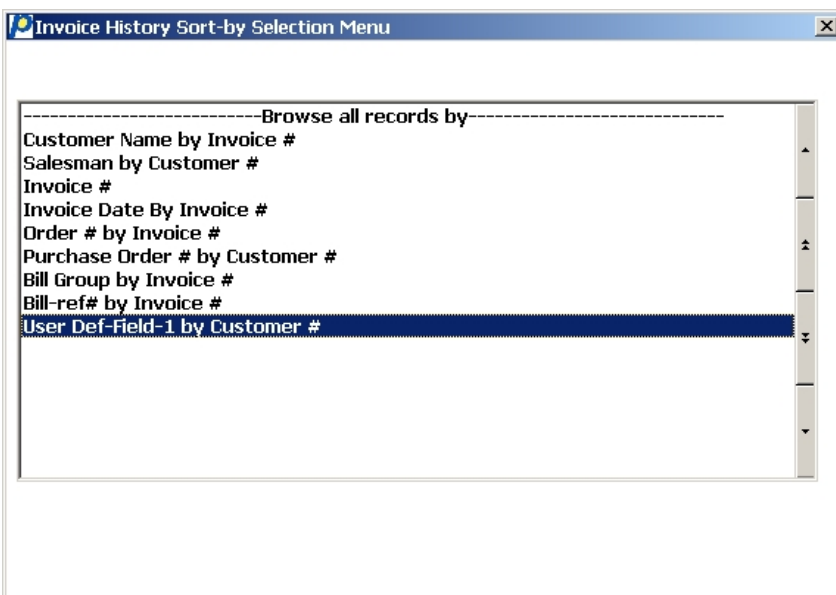 Invoice History Sort-by Selection Menu
---------------------------Browse all records by-----------------------------
Customer Name by Invoice #
Salesman by Customer #
Invoice #
Invoice Date By Invoice #
Order # by Invoice #
Purchase Order # by Customer #
Bill Group by Invoice #
Bill-ref# by Invoice #
User Def-Field-1 by Customer #